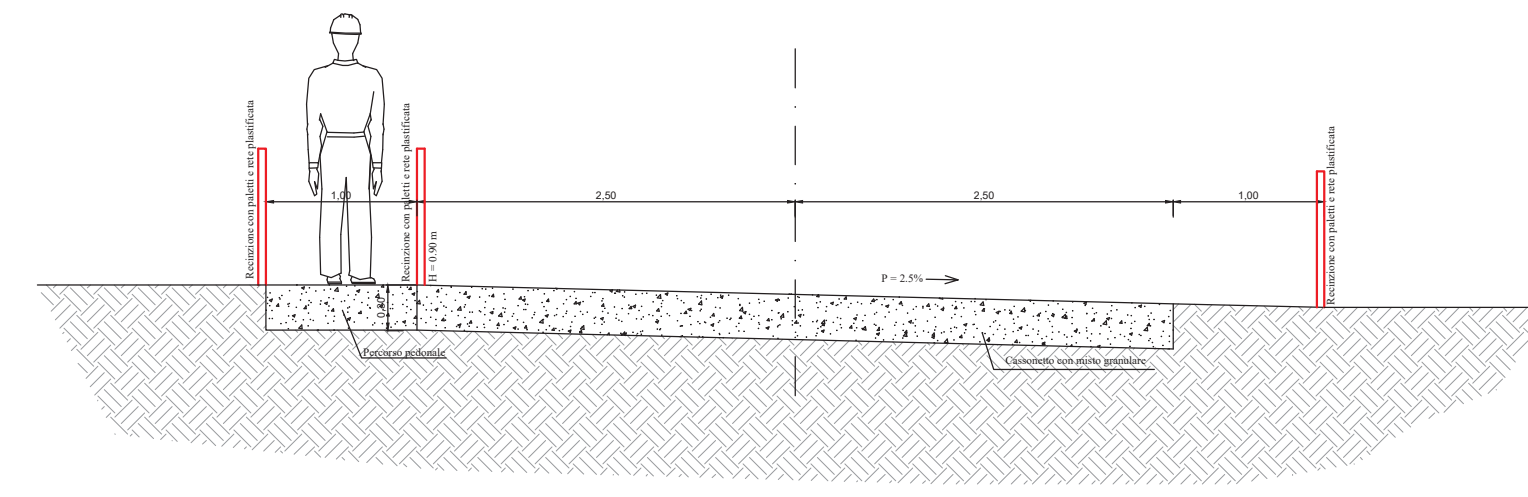 Recinzione con paletti e rete plastificata
1,00
Recinzione con paletti e rete plastificata
H = 0.90 m
2,50
2,50
1,00
Recinzione con paletti e rete plastificata
P = 2.5%
0,30
Percorso pedonale
Cassonetto con misto granulare